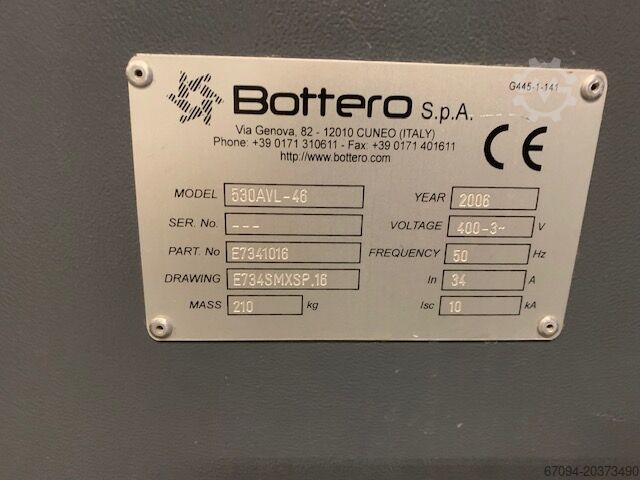 G445-1-141
Bottero S.p.A.
Via Genova, 82 - 12010 CUNEO (ITALY)
Phone: +39 0171 310611 - Fax: +39 0171 401611
http://www.bottero.com
CE
MODEL 530AVL-46 YEAR 2006
SER. No. --- VOLTAGE 400-3~ V
PART. No E7341016 FREQUENCY 50 Hz
DRAWING E734SMXSP.16 In 34 A
MASS 210 kg Isc 10 kA
67094-20373490